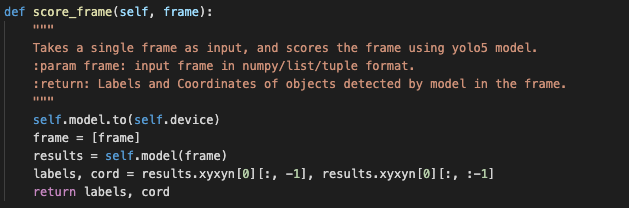 def score_frame(self, frame):
    """
    Takes a single frame as input, and scores the frame using yolo5 model.
    :param frame: input frame in numpy/list/tuple format.
    :return: Labels and Coordinates of objects detected by model in the frame.
    """
    self.model.to(self.device)
    frame = [frame]
    results = self.model(frame)
    labels, cord = results.xyxyn[0][:, -1], results.xyxyn[0][:, :-1]
    return labels, cord